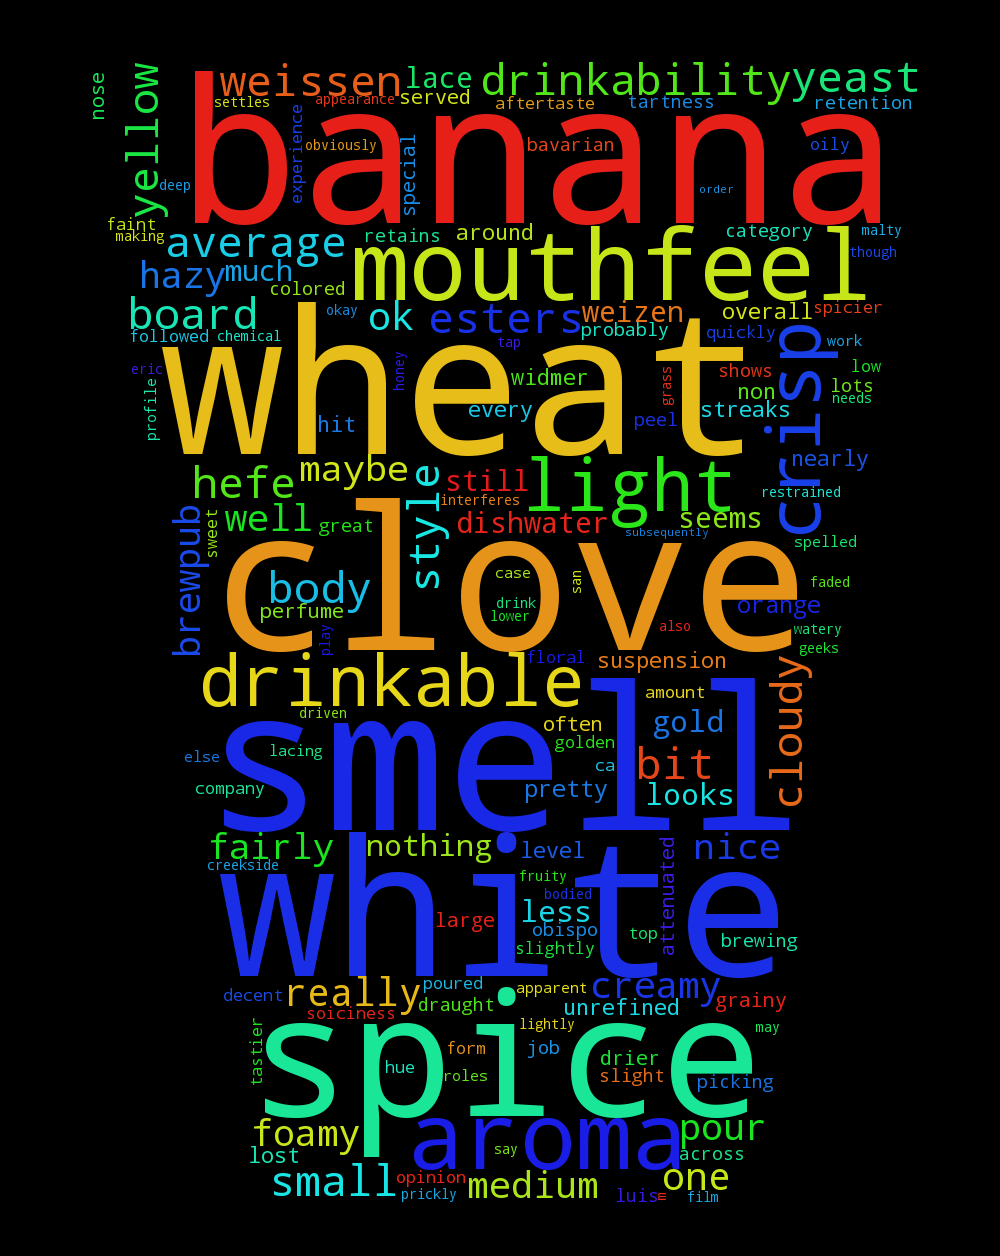 weissen lace drinkability yeast
nose yellow settles appearance served aftertaste tartness retention
banana
deep experience obviously special bavarian oily order
faint making average retains around category malty though
hazy much colored mouthfeel
board okay ok esters weizen overall spicier
followed chemical tap probably quickly crisp work
wheat
eric profile honey widmer grass shows non low lots needs
hit every peel streaks nearly
hefe maybe style still light restrained
interferes
brewpub sweet well great dishwater seems subsequently spelled
clove
body case san faded
perfume drink lower orange watery
play also geeks
drinkable floral suspension cloudy
driven amount
smell
else lacing often gold golden
company ca bit pretty looks
fairly nothing level nice
creekside fruity bodied attenuated
white
large less obispo top brewing slightly
decent really poured apparent creamy grainy
soiciness draught unrefined
spice
tastier lightly may
form job drier
hue roles slight picking
foamy aroma pour
lost say across
small opinion medium one
prickly luis ≡ film